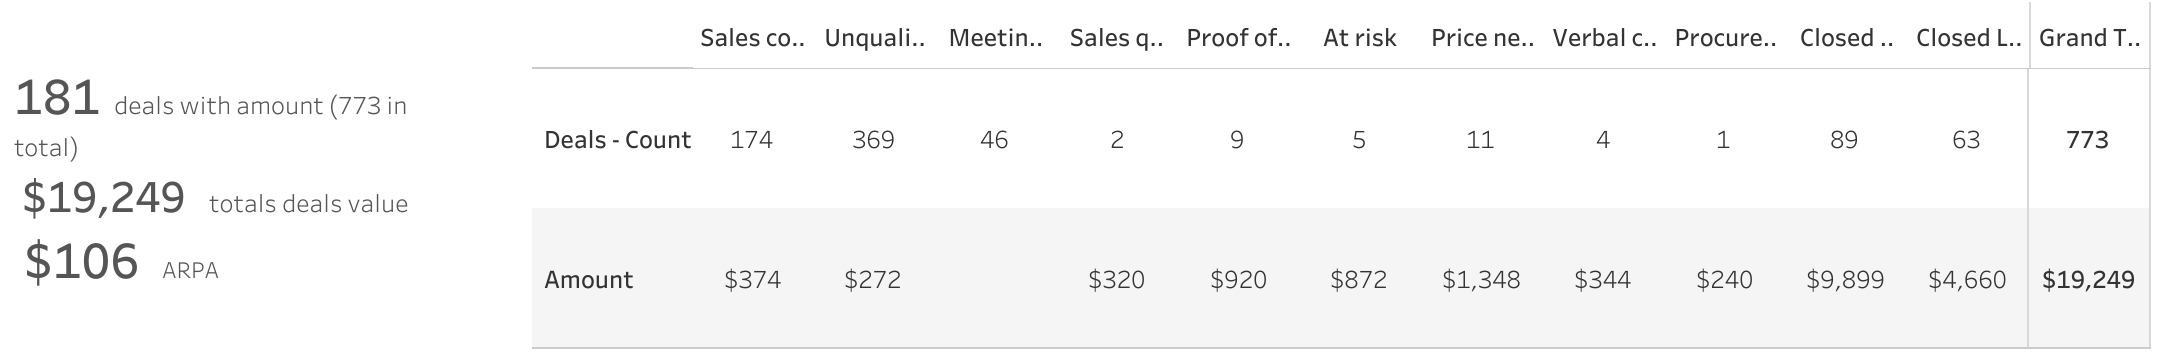 181 deals with amount (773 in
total)
$19,249 totals deals value
$106 ARPA
Sales co.. Unquali.. Meetin.. Sales q.. Proof of.. At risk Price ne.. Verbal c.. Procure.. Closed .. Closed L.. Grand T..
Deals - Count 174 369 46 2 9 5 11 4 1 89 63 773
Amount $374 $272 $320 $920 $872 $1,348 $344 $240 $9,899 $4,660 $19,249